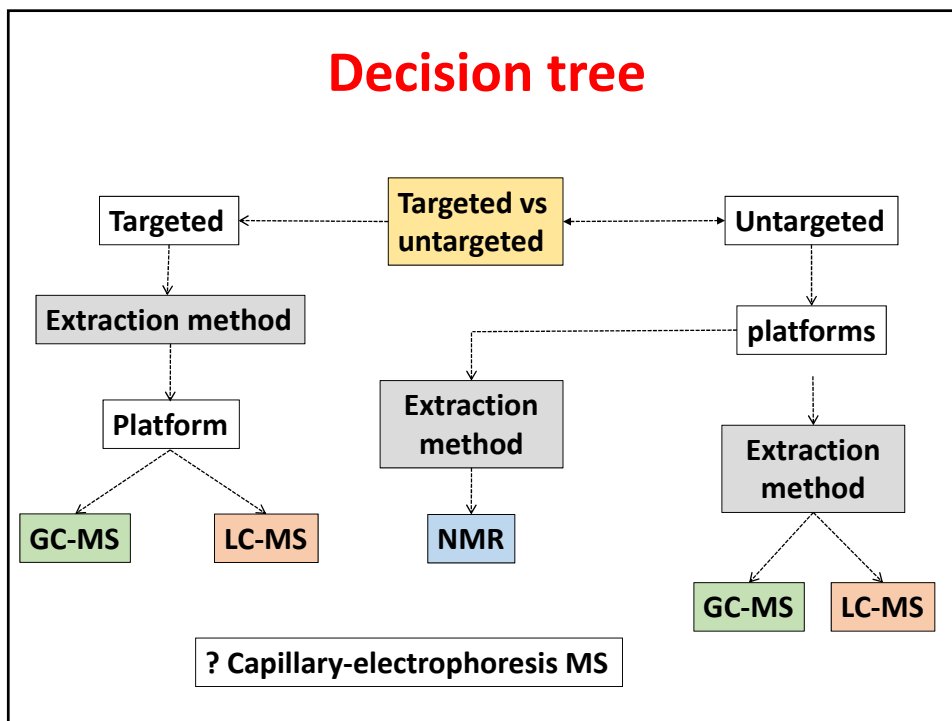 Decision tree
Targeted
Targeted vs
untargeted
Untargeted
Extraction method
platforms
Platform
Extraction
method
Extraction
method
GC-MS
LC-MS
NMR
GC-MS
LC-MS
? Capillary-electrophoresis MS